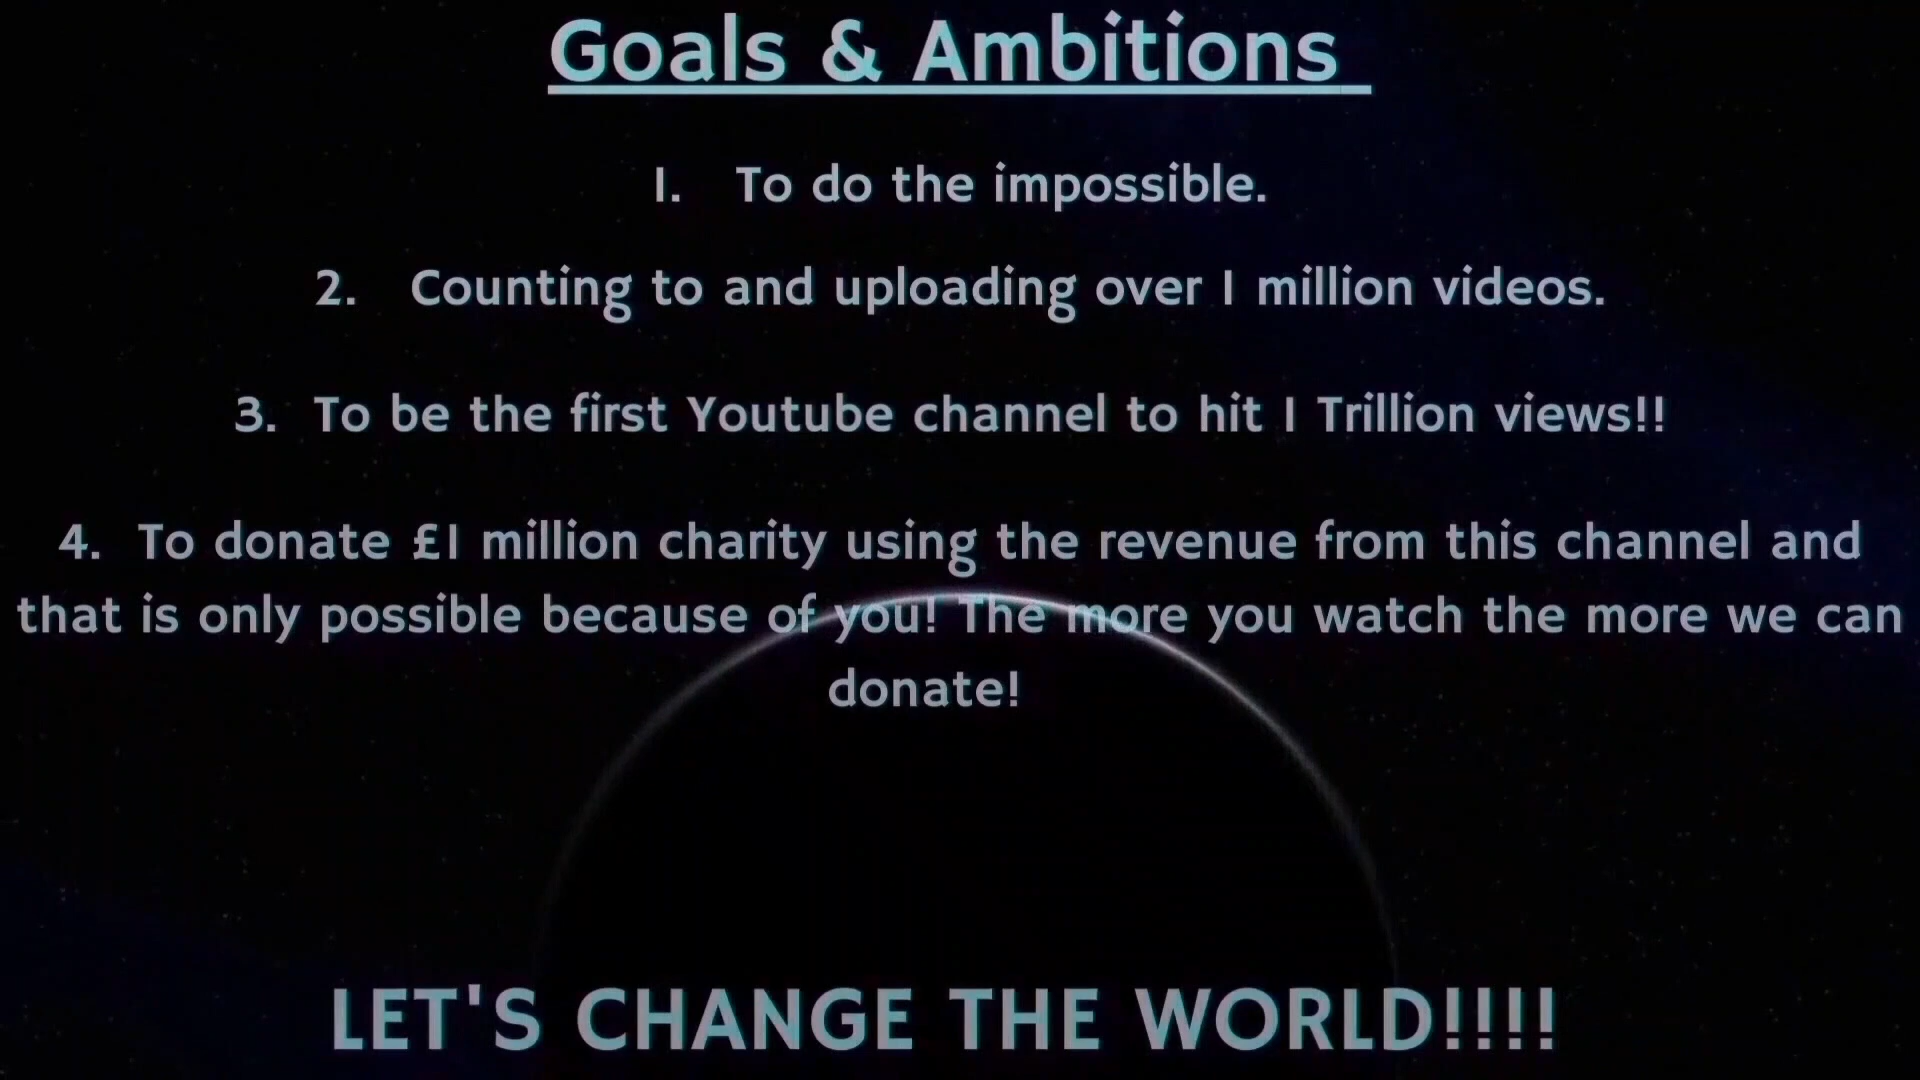 Goals & Ambitions
1. To do the impossible.
2. Counting to and uploading over 1 million videos.
3. To be the first Youtube channel to hit 1 Trillion views!!
4. To donate £1 million charity using the revenue from this channel and
that is only possible because of you! The more you watch the more we can
donate!
LET'S CHANGE THE WORLD!!!!